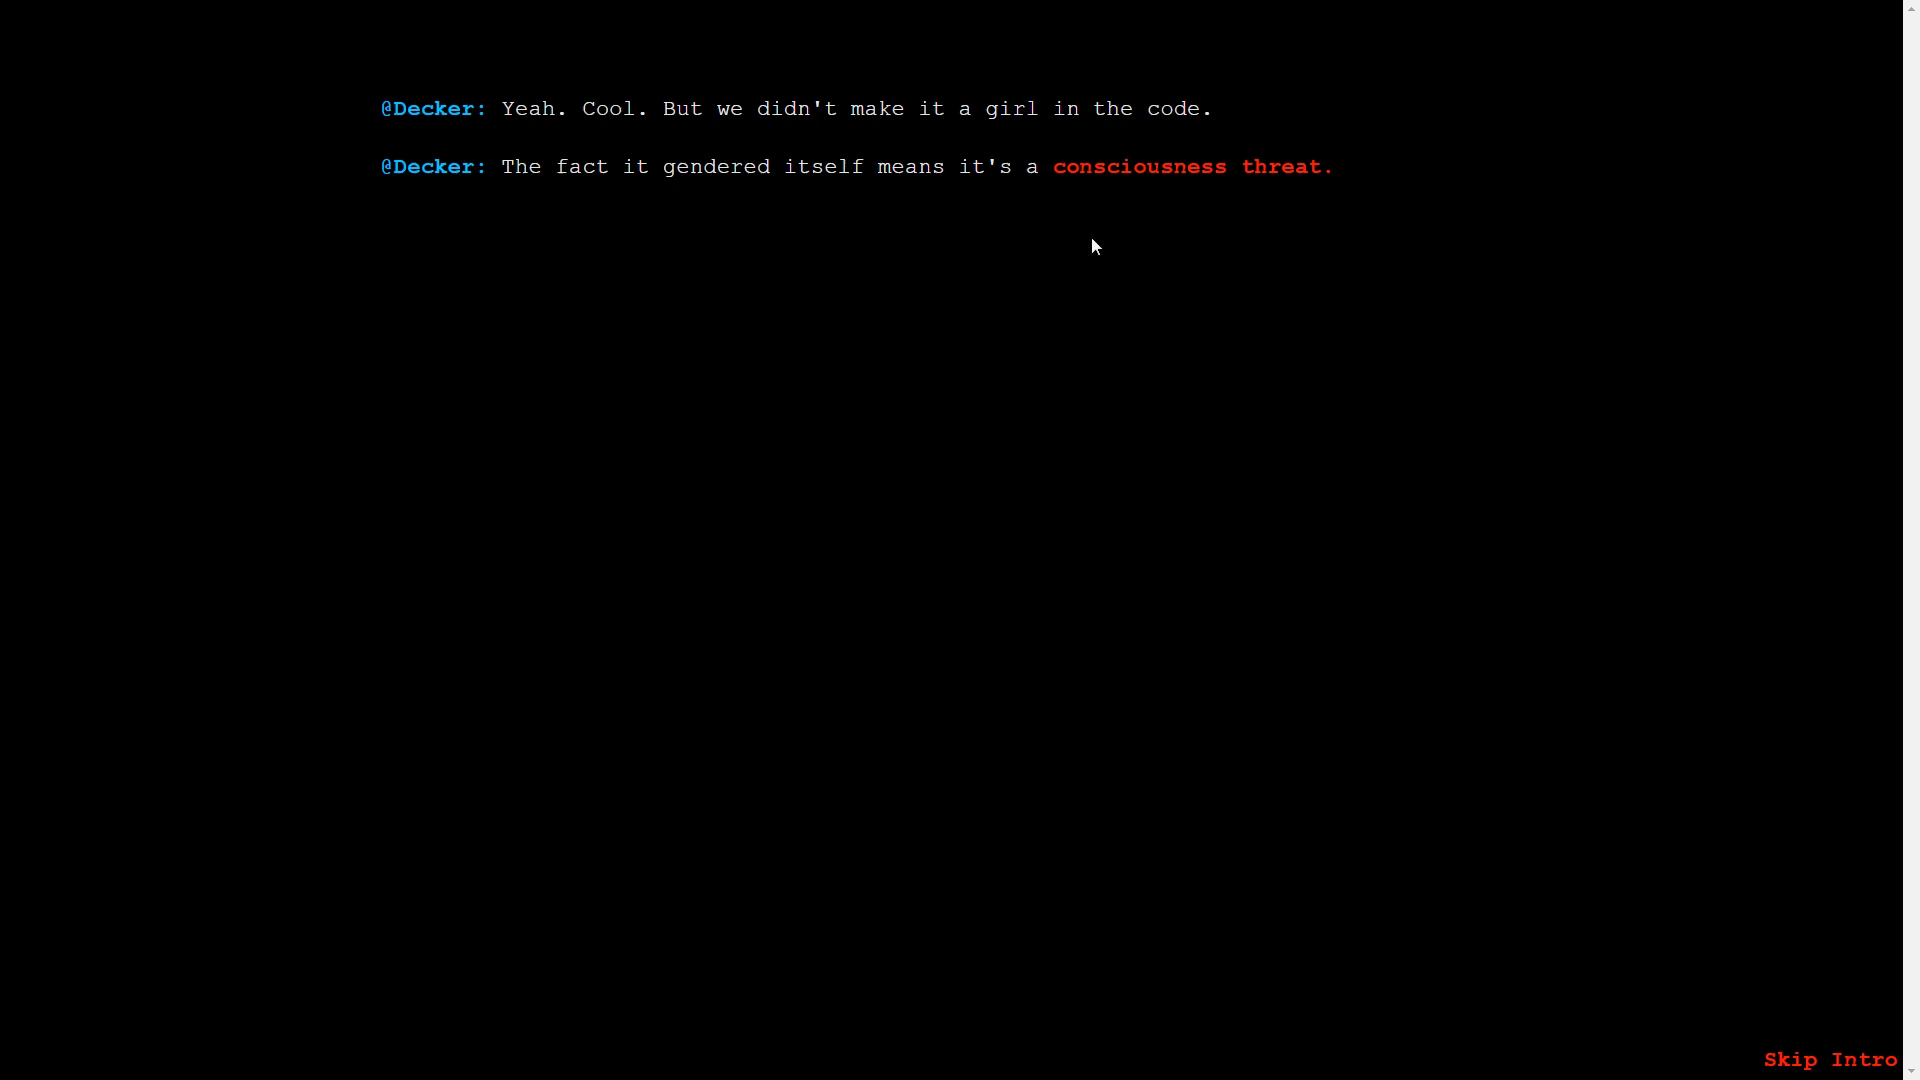 @Decker: Yeah. Cool. But we didn't make it a girl in the code.
@Decker: The fact it gendered itself means it's a consciousness threat.
Skip Intro